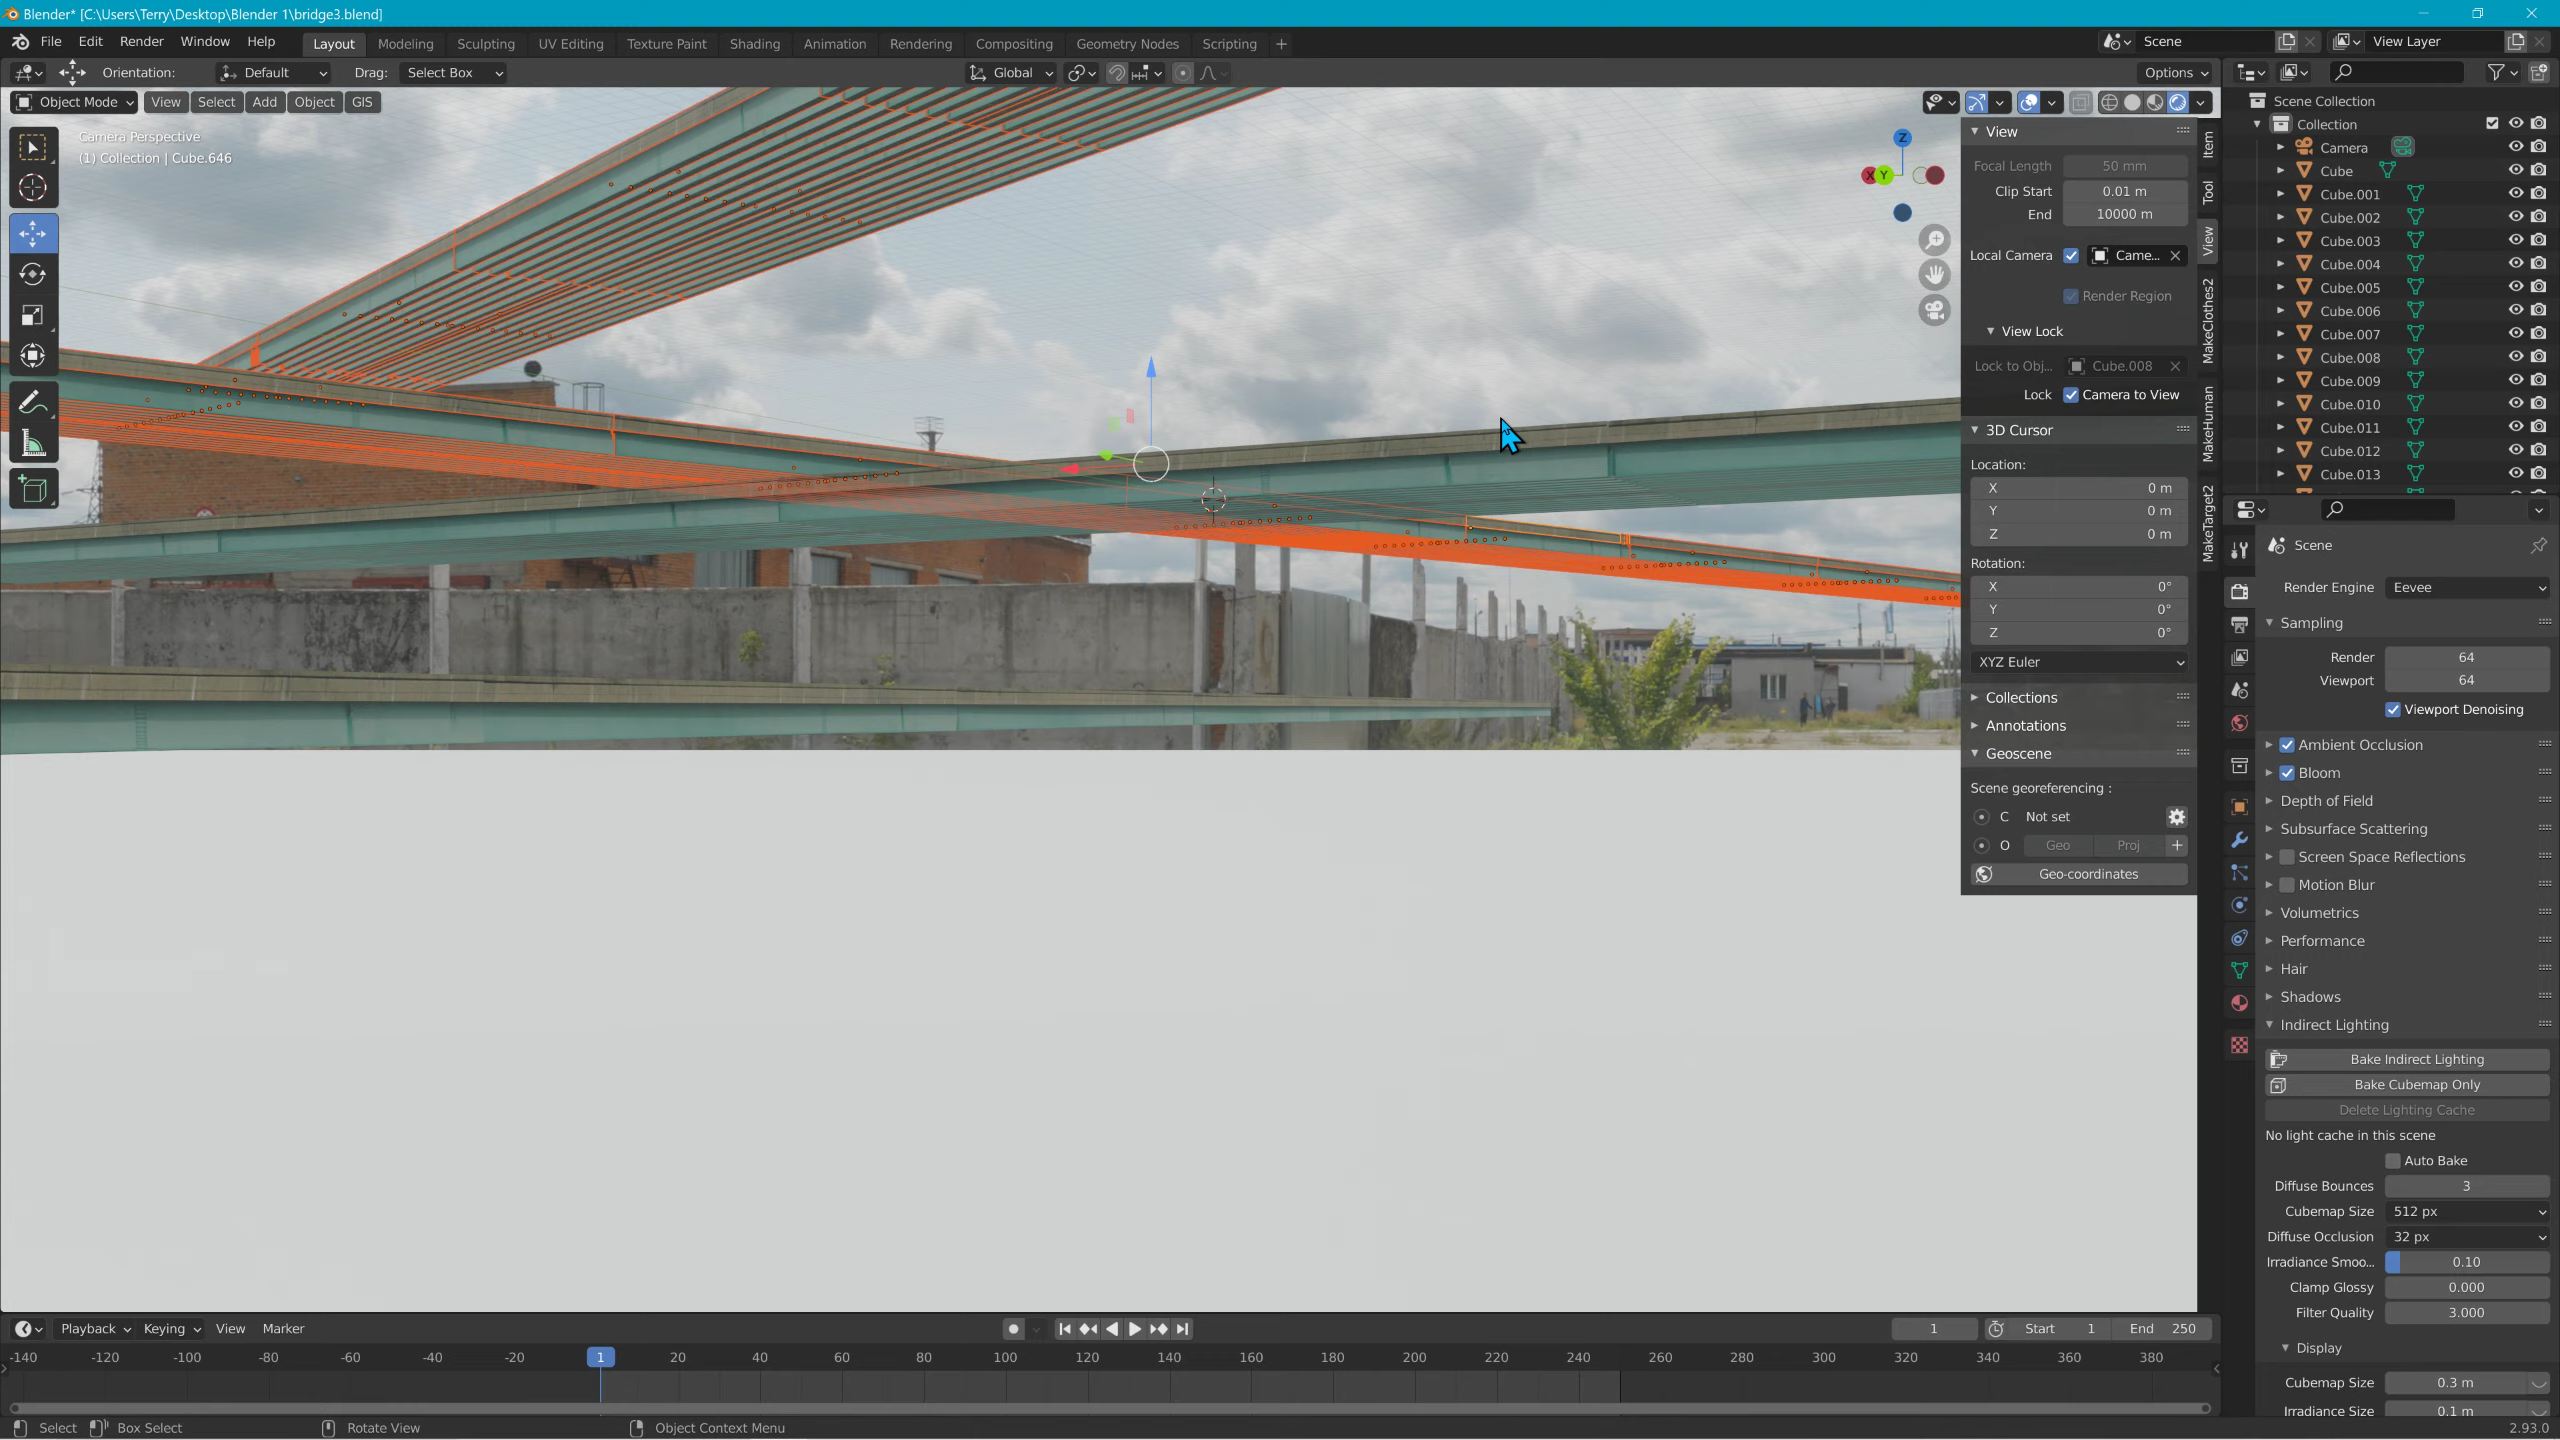 Blender* [C:\Users\Terry\Desktop\Blender 1\bridge3.blend]
File Edit Render Window Help Layout Modeling Sculpting UV Editing Texture Paint Shading Animation Rendering Compositing Geometry Nodes Scripting + Scene View Layer
Orientation: Default Drag: Select Box Global Options
Object Mode View Select Add Object GIS
Camera Perspective
(1) Collection | Cube.646
Z
X Y
View
Focal Length 50 mm
Clip Start 0.01 m
End 10000 m
Local Camera Came...
Render Region
View Lock
Lock to Obj... Cube.008
Lock Camera to View
3D Cursor
Location:
X 0 m
Y 0 m
Z 0 m
Rotation:
X 0°
Y 0°
Z 0°
XYZ Euler
Collections
Annotations
Geoscene
Scene georeferencing :
C Not set
O Geo Proj +
Geo-coordinates
Item
Tool
View
MakeClothes2
MakeHuman
MakeTarget2
Scene Collection
Collection
Camera
Cube
Cube.001
Cube.002
Cube.003
Cube.004
Cube.005
Cube.006
Cube.007
Cube.008
Cube.009
Cube.010
Cube.011
Cube.012
Cube.013
Scene
Render Engine Eevee
Sampling
Render 64
Viewport 64
Viewport Denoising
Ambient Occlusion
Bloom
Depth of Field
Subsurface Scattering
Screen Space Reflections
Motion Blur
Volumetrics
Performance
Hair
Shadows
Indirect Lighting
Bake Indirect Lighting
Bake Cubemap Only
Delete Lighting Cache
No light cache in this scene
Auto Bake
Diffuse Bounces 3
Cubemap Size 512 px
Diffuse Occlusion 32 px
Irradiance Smoo... 0.10
Clamp Glossy 0.000
Filter Quality 3.000
Display
Cubemap Size 0.3 m
Irradiance Size 0.1 m
Playback Keying View Marker 1 Start 1 End 250
-140 -120 -100 -80 -60 -40 -20 1 20 40 60 80 100 120 140 160 180 200 220 240 260 280 300 320 340 360 380
Select Box Select Rotate View Object Context Menu 2.93.0